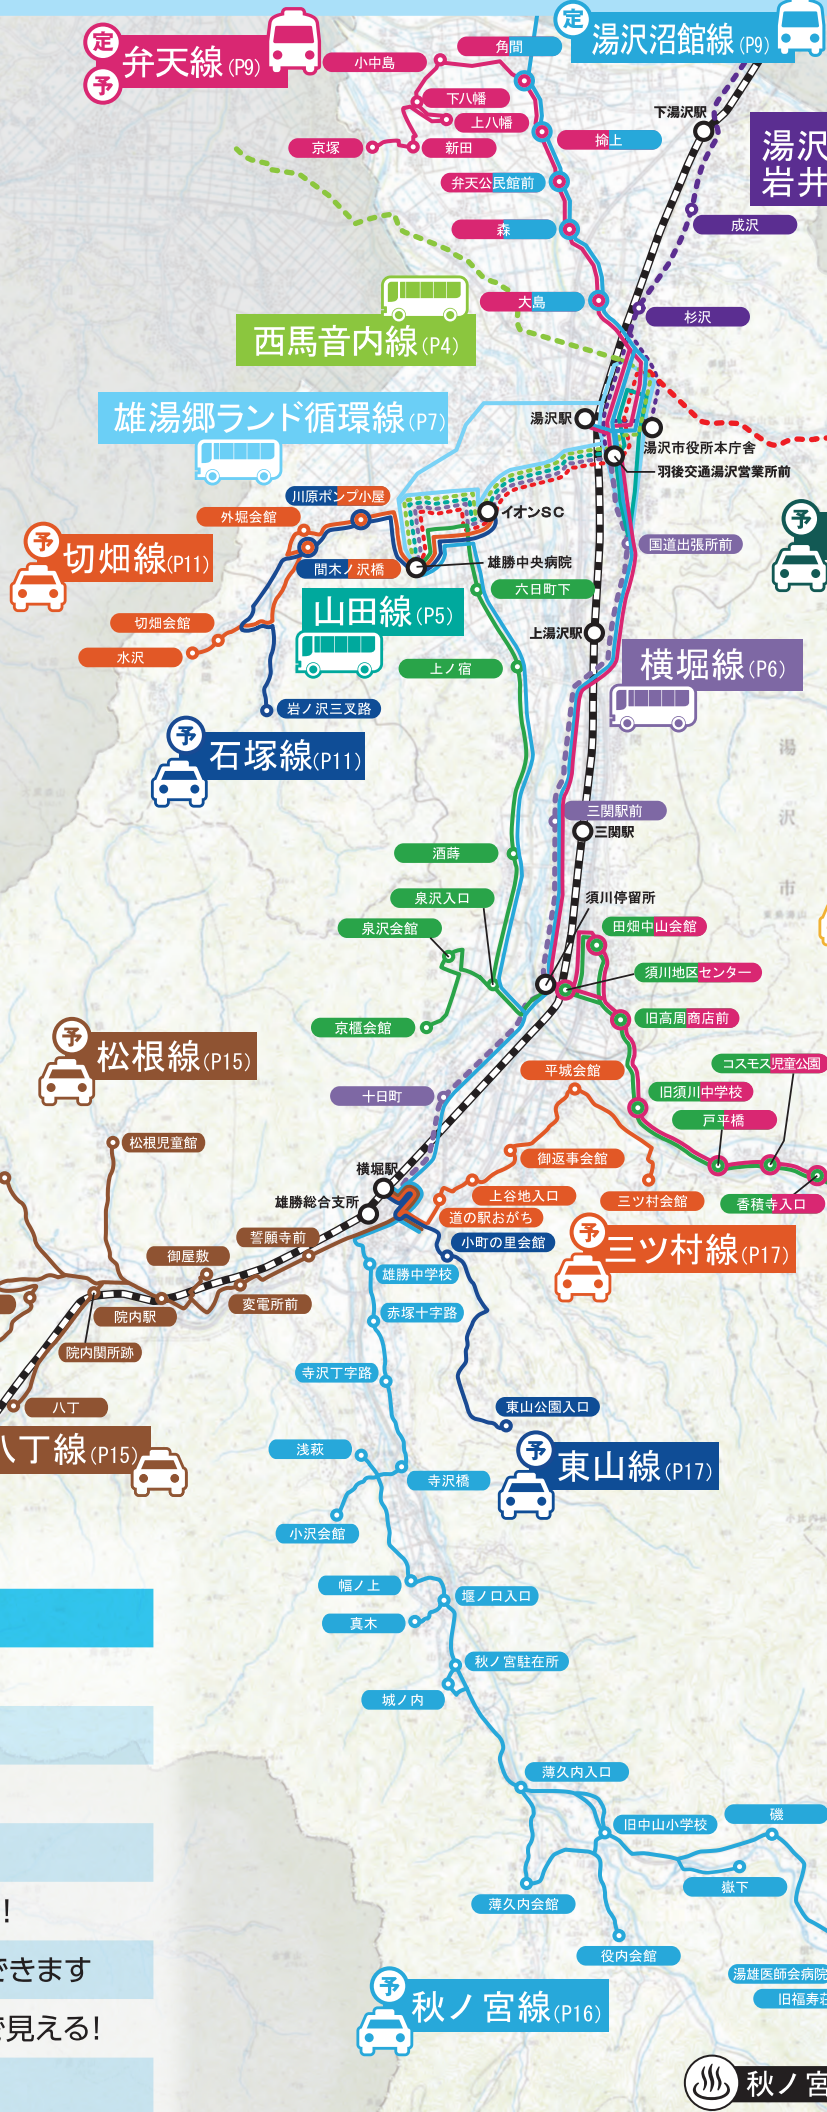 定
予
弁天線(P9)
小中島
角間
定
湯沢沼館線(P9)
下八幡
上八幡
京塚
新田
掵上
下湯沢駅
湯沢
岩井
弁天公民館前
森
成沢
大島
杉沢
西馬音内線(P4)
雄湯郷ランド循環線(P7)
湯沢駅
湯沢市役所本庁舎
羽後交通湯沢営業所前
川原ポンプ小屋
外堀会館
イオンSC
予
切畑線(P11)
間木ノ沢橋
雄勝中央病院
国道出張所前
予
山田線(P5)
六日町下
切畑会館
水沢
上ノ宿
上湯沢駅
横堀線(P6)
岩ノ沢三叉路
予
石塚線(P11)
湯
沢
市
三関駅前
三関駅
酒蒔
泉沢入口
須川停留所
泉沢会館
田畑中山会館
須川地区センター
京櫃会館
旧高周商店前
予
松根線(P15)
コスモス児童公園
平城会館
旧須川中学校
十日町
戸平橋
松根児童館
御返事会館
横堀駅
上谷地入口
三ツ村会館
香積寺入口
雄勝総合支所
道の駅おがち
誓願寺前
小町の里会館
予
三ツ村線(P17)
御屋敷
雄勝中学校
変電所前
院内駅
赤塚十字路
院内関所跡
寺沢丁字路
八丁
東山公園入口
八丁線(P15)
浅萩
予
東山線(P17)
寺沢橋
小沢会館
幅ノ上
堰ノ口入口
真木
秋ノ宮駐在所
城ノ内
薄久内入口
磯
旧中山小学校
嶽下
薄久内会館
！
役内会館
できます
湯雄医師会病院
予
秋ノ宮線(P16)
旧福寿荘
で見える！
秋ノ宮